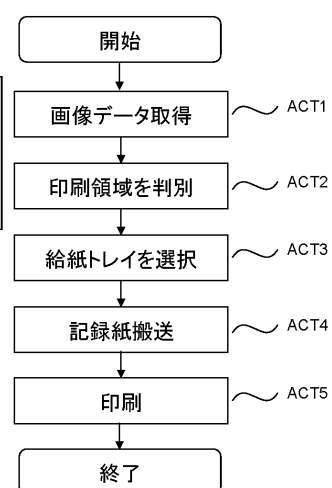 開始
画像データ取得 ACT1
印刷領域を判別 ACT2
給紙トレイを選択 ACT3
記録紙搬送 ACT4
印刷 ACT5
終了